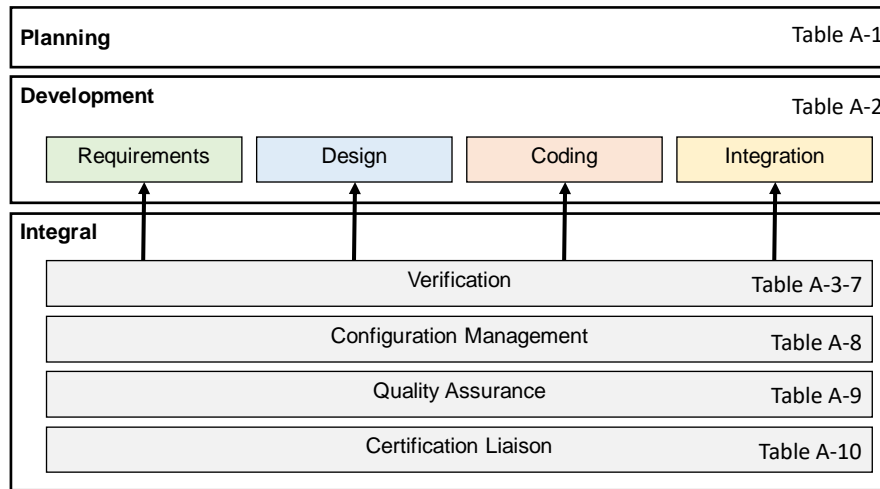 Planning Table A-1
Development Table A-2
Requirements Design Coding Integration
Integral
Verification Table A-3-7
Configuration Management Table A-8
Quality Assurance Table A-9
Certification Liaison Table A-10